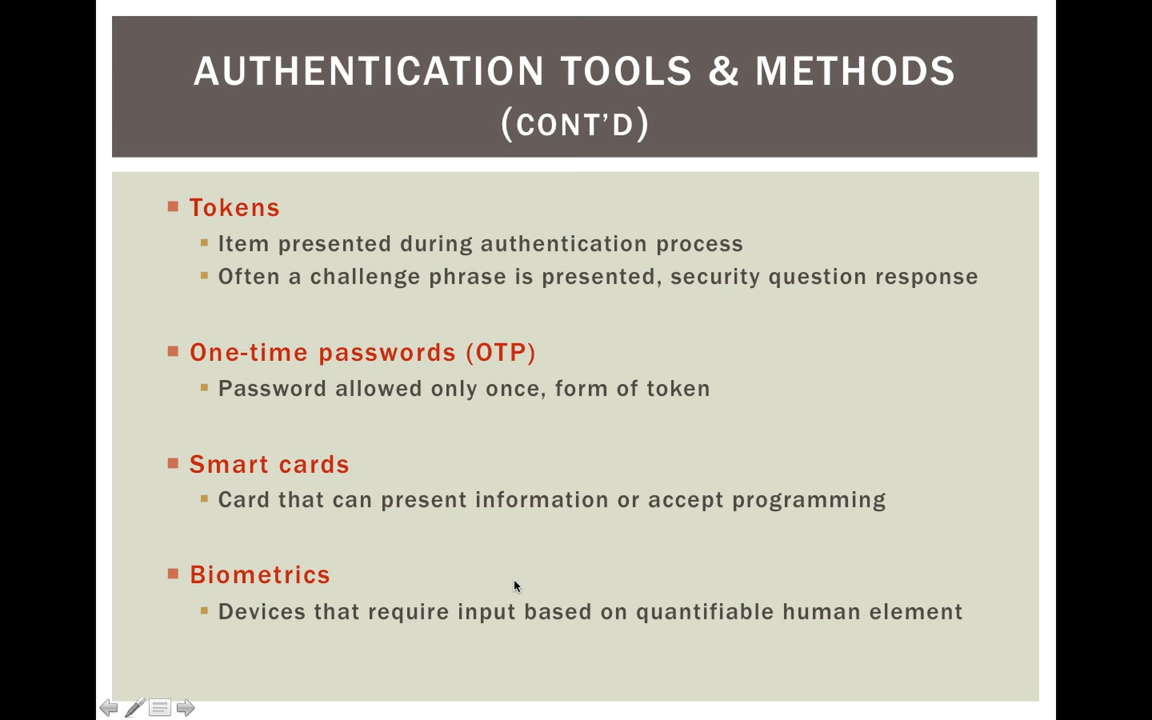 AUTHENTICATION TOOLS & METHODS
(CONT’D)
Tokens
Item presented during authentication process
Often a challenge phrase is presented, security question response
One-time passwords (OTP)
Password allowed only once, form of token
Smart cards
Card that can present information or accept programming
Biometrics
Devices that require input based on quantifiable human element